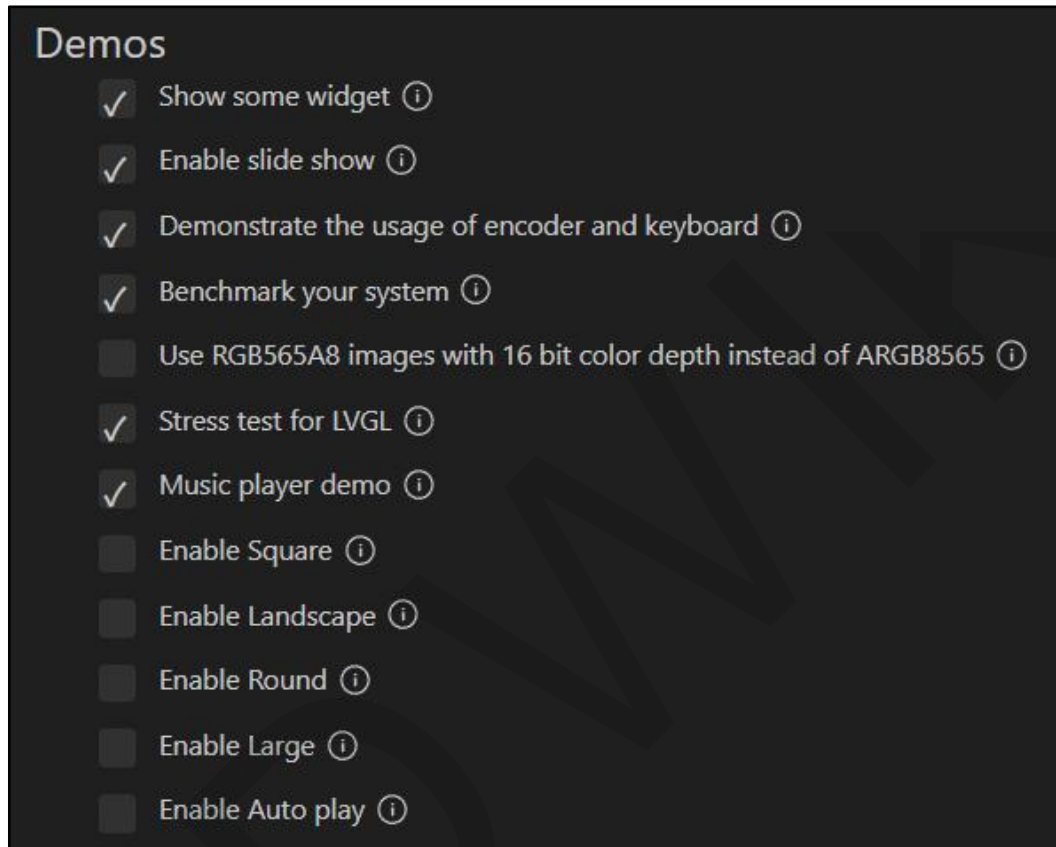 Demos
Show some widget
Enable slide show
Demonstrate the usage of encoder and keyboard
Benchmark your system
Use RGB565A8 images with 16 bit color depth instead of ARGB8565
Stress test for LVGL
Music player demo
Enable Square
Enable Landscape
Enable Round
Enable Large
Enable Auto play